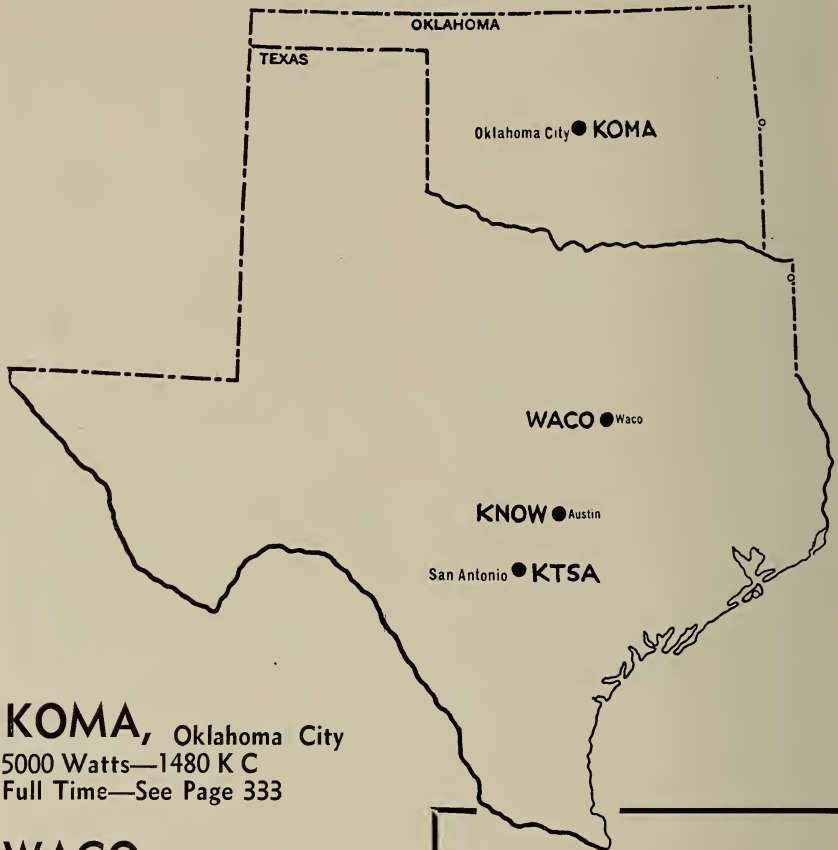 OKLAHOMA
TEXAS
Oklahoma City KOMA
WACO Waco
KNOW Austin
San Antonio KTSA
KOMA, Oklahoma City
5000 Watts—1480 K C
Full Time—See Page 333
WACO